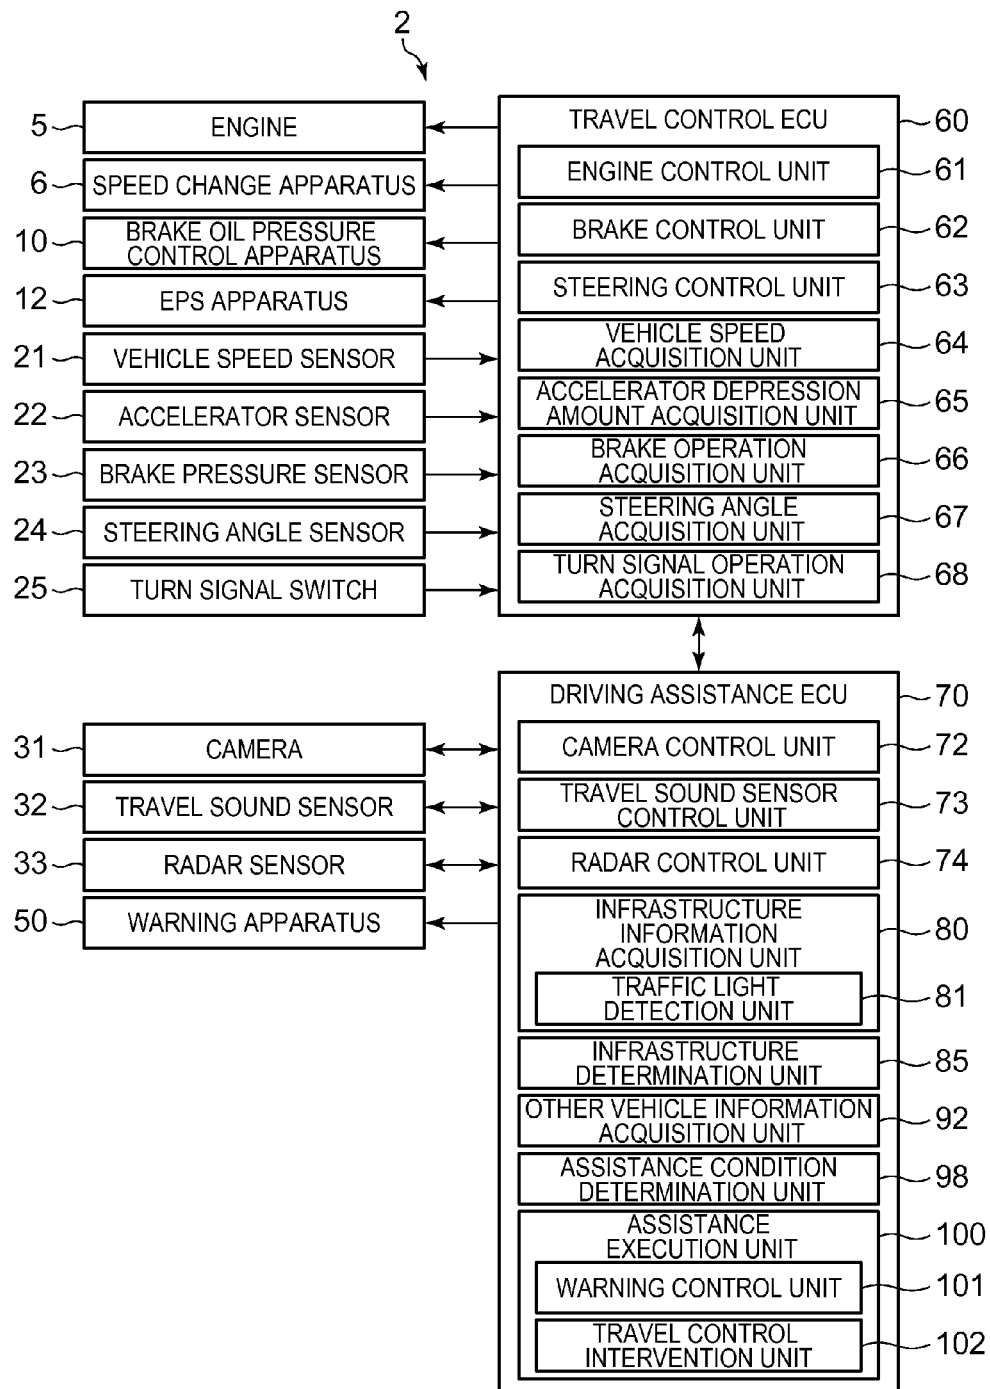 2
5
ENGINE
6
SPEED CHANGE APPARATUS
10
BRAKE OIL PRESSURE
CONTROL APPARATUS
12
EPS APPARATUS
21
VEHICLE SPEED SENSOR
22
ACCELERATOR SENSOR
23
BRAKE PRESSURE SENSOR
24
STEERING ANGLE SENSOR
25
TURN SIGNAL SWITCH
TRAVEL CONTROL ECU
60
ENGINE CONTROL UNIT
61
BRAKE CONTROL UNIT
62
STEERING CONTROL UNIT
63
VEHICLE SPEED
ACQUISITION UNIT
64
ACCELERATOR DEPRESSION
AMOUNT ACQUISITION UNIT
65
BRAKE OPERATION
ACQUISITION UNIT
66
STEERING ANGLE
ACQUISITION UNIT
67
TURN SIGNAL OPERATION
ACQUISITION UNIT
68
31
CAMERA
32
TRAVEL SOUND SENSOR
33
RADAR SENSOR
50
WARNING APPARATUS
DRIVING ASSISTANCE ECU
70
CAMERA CONTROL UNIT
72
TRAVEL SOUND SENSOR
CONTROL UNIT
73
RADAR CONTROL UNIT
74
INFRASTRUCTURE
INFORMATION
ACQUISITION UNIT
80
TRAFFIC LIGHT
DETECTION UNIT
81
INFRASTRUCTURE
DETERMINATION UNIT
85
OTHER VEHICLE INFORMATION
ACQUISITION UNIT
92
ASSISTANCE CONDITION
DETERMINATION UNIT
98
ASSISTANCE
EXECUTION UNIT
100
WARNING CONTROL UNIT
101
TRAVEL CONTROL
INTERVENTION UNIT
102